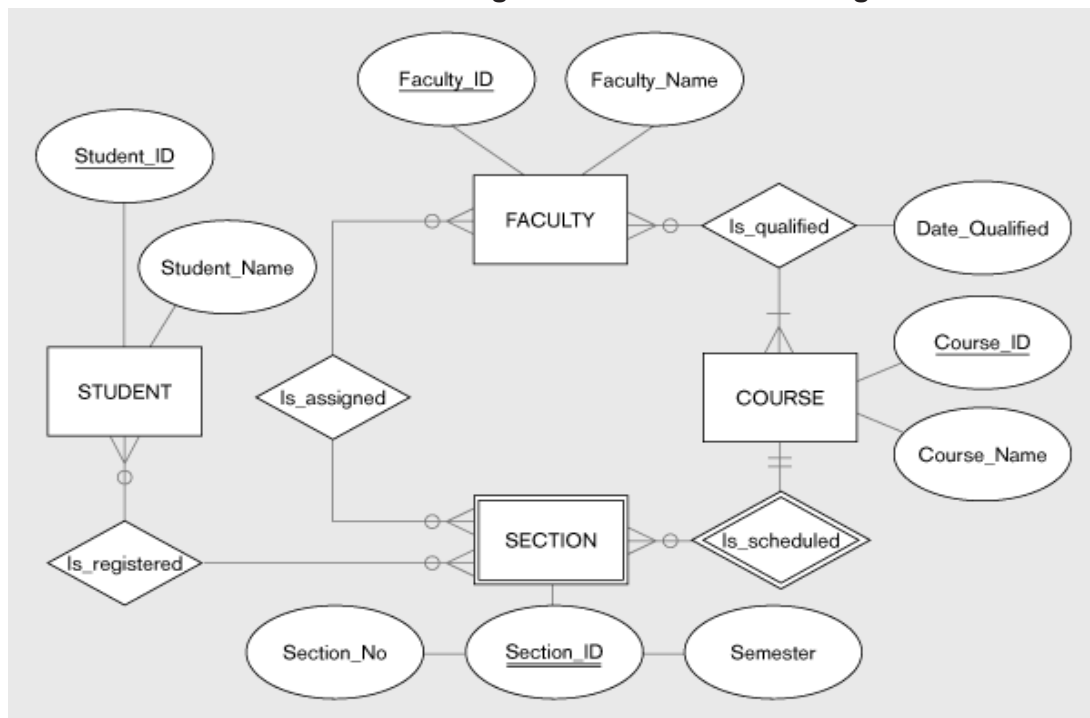 Faculty_ID
Faculty_Name
Student_ID
FACULTY
Is_qualified
Date_Qualified
Student_Name
Course_ID
STUDENT
Is_assigned
COURSE
Course_Name
SECTION
Is_scheduled
Is_registered
Section_No
Section_ID
Semester